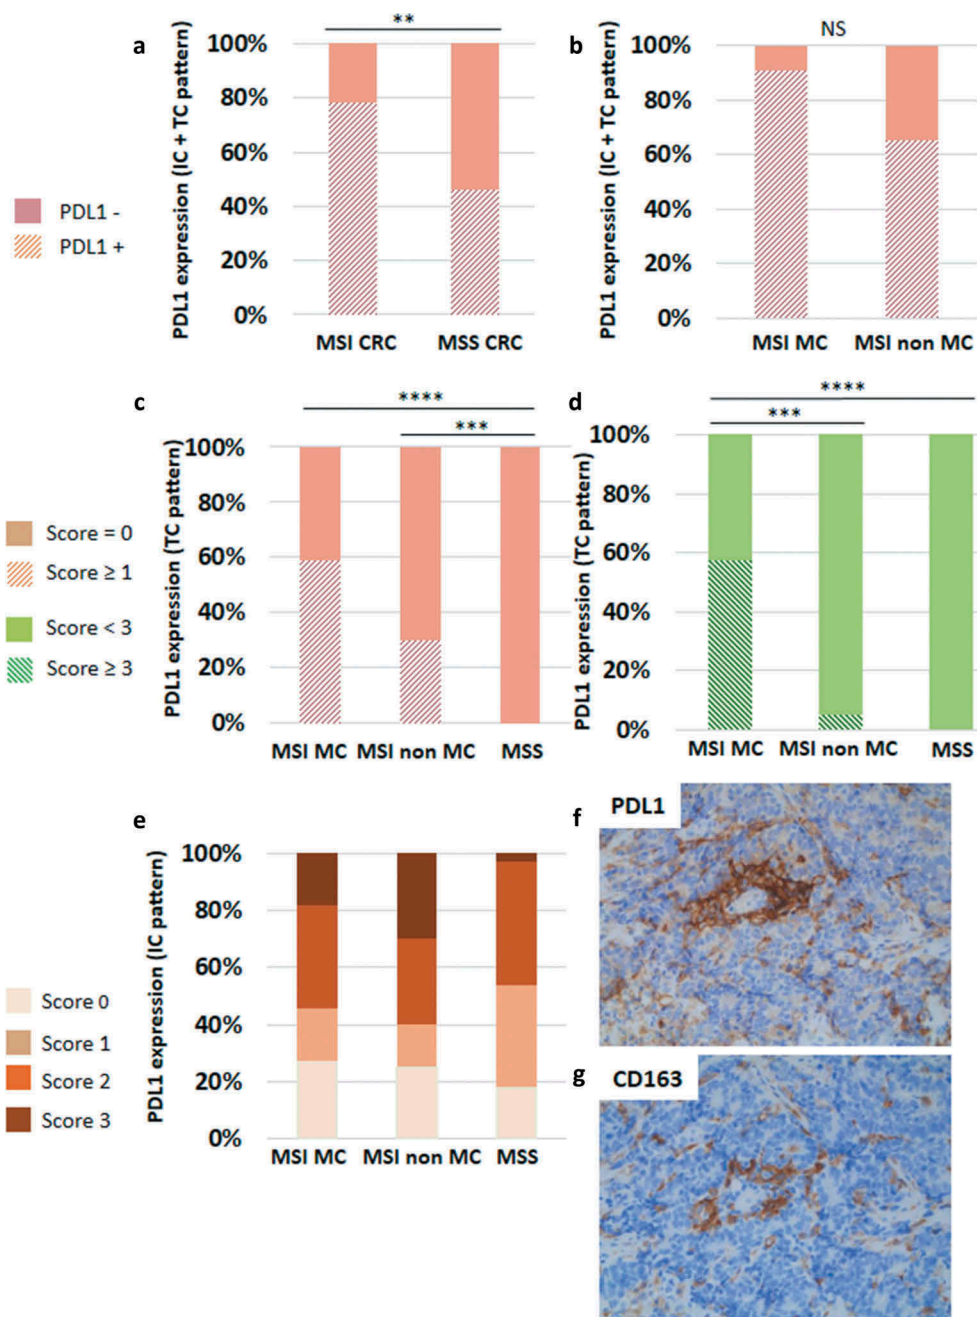 a
**
PDL1 expression (IC + TC pattern)
100%
80%
60%
40%
20%
0%
MSI CRC
MSS CRC
b
NS
PDL1 expression (IC + TC pattern)
100%
80%
60%
40%
20%
0%
MSI MC
MSI non MC
PDL1 -
PDL1 +
c
****
***
PDL1 expression (TC pattern)
100%
80%
60%
40%
20%
0%
MSI MC
MSI non MC
MSS
d
****
***
PDL1 expression (TC pattern)
100%
80%
60%
40%
20%
0%
MSI MC
MSI non MC
MSS
Score = 0
Score ≥ 1
Score < 3
Score ≥ 3
e
PDL1 expression (IC pattern)
100%
80%
60%
40%
20%
0%
MSI MC
MSI non MC
MSS
Score 0
Score 1
Score 2
Score 3
f
PDL1
g
CD163